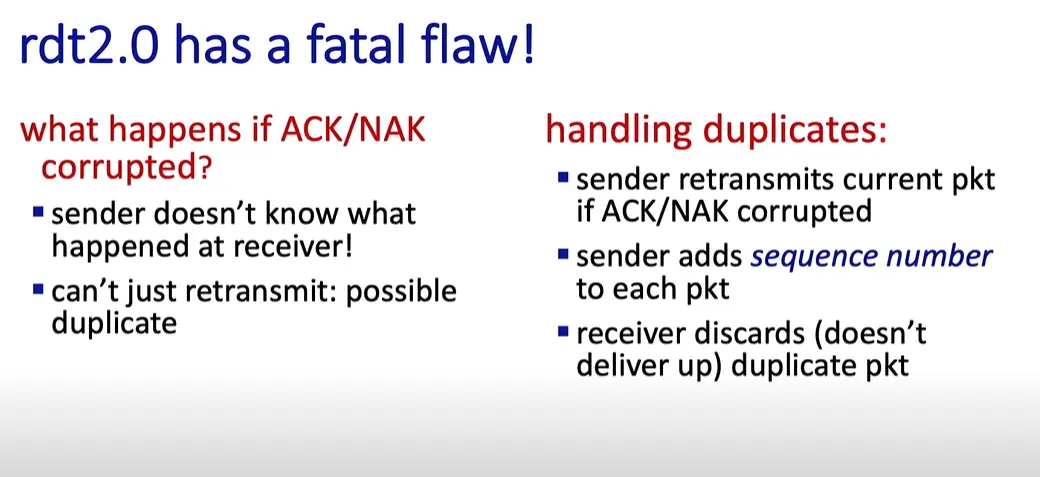 rdt2.0 has a fatal flaw!
what happens if ACK/NAK
corrupted?
▪ sender doesn’t know what
happened at receiver!
▪ can’t just retransmit: possible
duplicate
handling duplicates:
▪ sender retransmits current pkt
if ACK/NAK corrupted
▪ sender adds sequence number
to each pkt
▪ receiver discards (doesn’t
deliver up) duplicate pkt